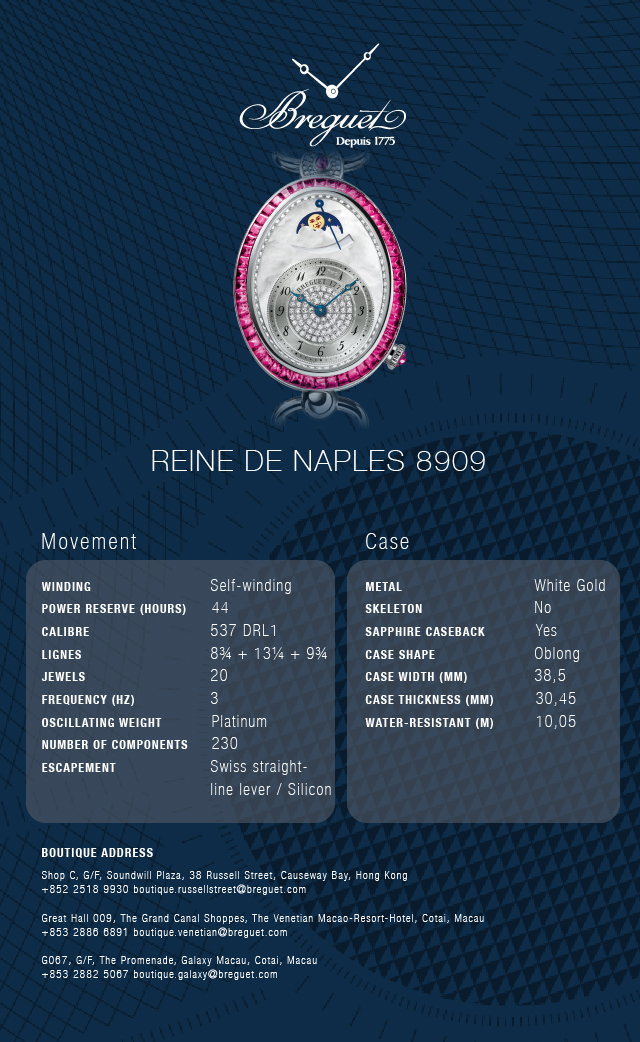 Breguet
Depuis 1775
BREGUET
REINE DE NAPLES 8909
Movement
WINDING Self-winding
POWER RESERVE (HOURS) 44
CALIBRE 537 DRL1
LIGNES 8¾ + 13¼ + 9¾
JEWELS 20
FREQUENCY (HZ) 3
OSCILLATING WEIGHT Platinum
NUMBER OF COMPONENTS 230
ESCAPEMENT Swiss straight-
line lever / Silicon
Case
METAL White Gold
SKELETON No
SAPPHIRE CASEBACK Yes
CASE SHAPE Oblong
CASE WIDTH (MM) 38,5
CASE THICKNESS (MM) 30,45
WATER-RESISTANT (M) 10,05
BOUTIQUE ADDRESS
Shop C, G/F, Soundwill Plaza, 38 Russell Street, Causeway Bay, Hong Kong
+852 2518 9930 boutique.russellstreet@breguet.com
Great Hall 009, The Grand Canal Shoppes, The Venetian Macao-Resort-Hotel, Cotai, Macau
+853 2886 6891 boutique.venetian@breguet.com
G067, G/F, The Promenade, Galaxy Macau, Cotai, Macau
+853 2882 5067 boutique.galaxy@breguet.com